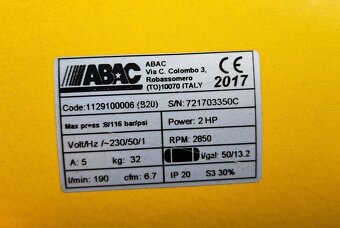 ABAC
ABAC
Via C. Colombo 3,
Robassomero
(TO)10070 ITALY
CE
2017
Code:1129100006 (B20) S/N: 721703350C
Max press :8/116 bar/psi Power: 2 HP
Volt/Hz /~230/50/1 RPM: 2850
A: 5 kg: 32 l/gal: 50/13.2
l/min: 190 cfm: 6.7 IP 20 S3 30%